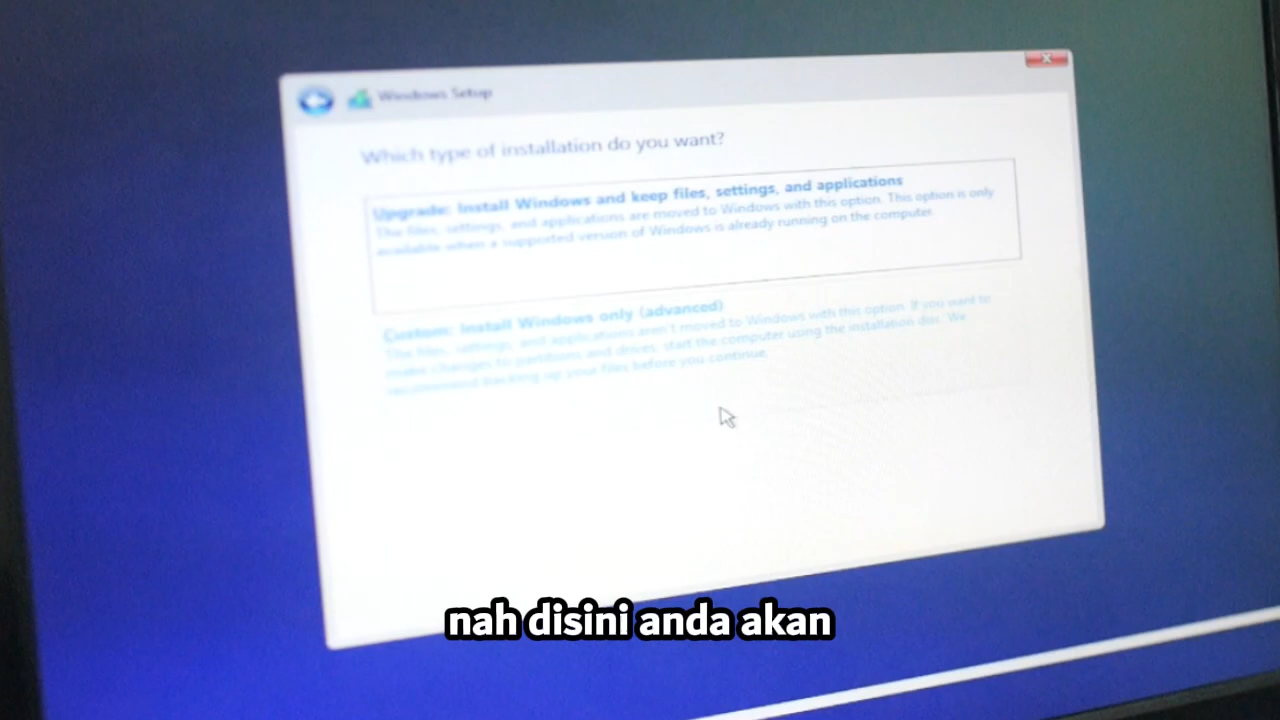 Windows Setup
Which type of installation do you want?
Upgrade: Install Windows and keep files, settings, and applications
The files, settings, and applications are moved to Windows with this option. This option is only
available when a supported version of Windows is already running on the computer.
Custom: Install Windows only (advanced)
The files, settings, and applications aren't moved to Windows with this option. If you want to
make changes to partitions and drives, start the computer using the installation disc. We
recommend backing up your files before you continue.
nah disini anda akan